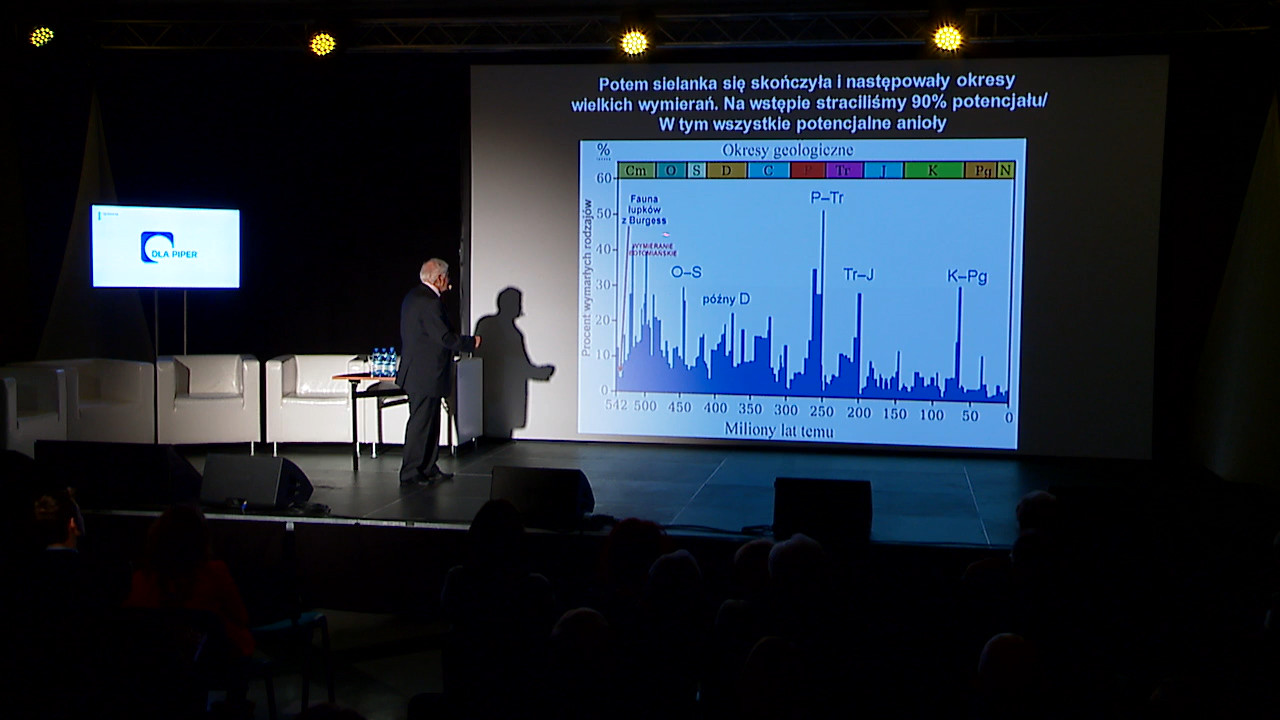 Potem sielanka się skończyła i następowały okresy
wielkich wymierań. Na wstępie straciliśmy 90% potencjału/
W tym wszystkie potencjalne anioły
% Okresy geologiczne
Cm O S D C P Tr J K Pg N
60
50
40
30
20
10
0
Procent wymarłych rodzajów
Fauna
łupków
z Burgess
WYMIERANIE
BOTOMIAŃSKIE
O–S
późny D
P–Tr
Tr–J
K–Pg
542 500 450 400 350 300 250 200 150 100 50 0
Miliony lat temu
DLA PIPER